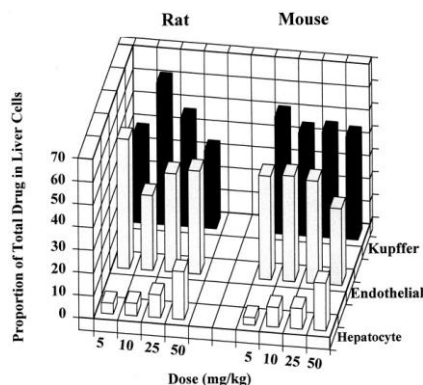 Rat Mouse
Proportion of Total Drug in Liver Cells
70
60
50
40
30
20
10
0
Kupffer
Endothelial
Hepatocyte
5 10 25 50 5 10 25 50
Dose (mg/kg)